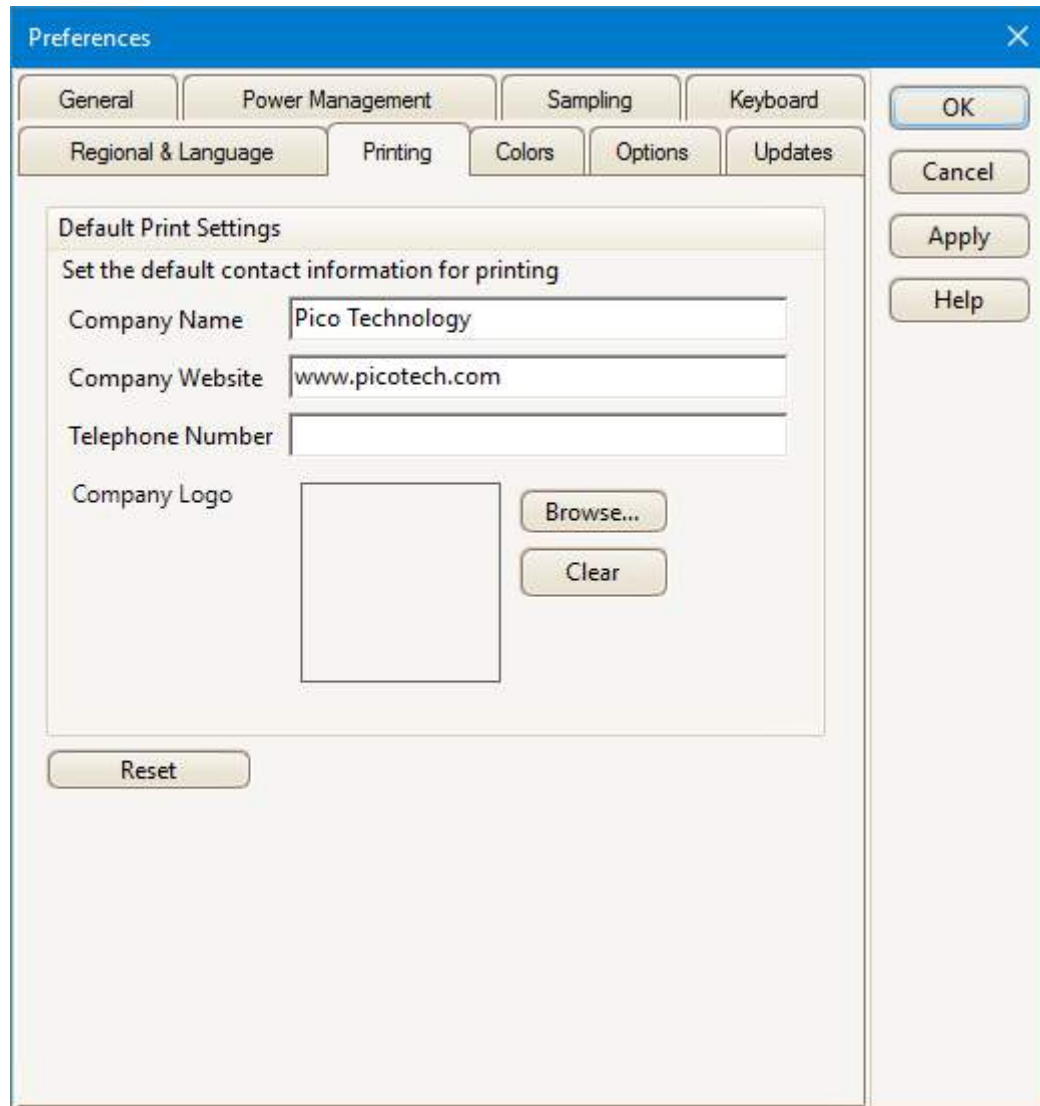 Preferences
General Power Management Sampling Keyboard
Regional & Language Printing Colors Options Updates
OK
Cancel
Apply
Help
Default Print Settings
Set the default contact information for printing
Company Name Pico Technology
Company Website www.picotech.com
Telephone Number
Company Logo
Browse...
Clear
Reset